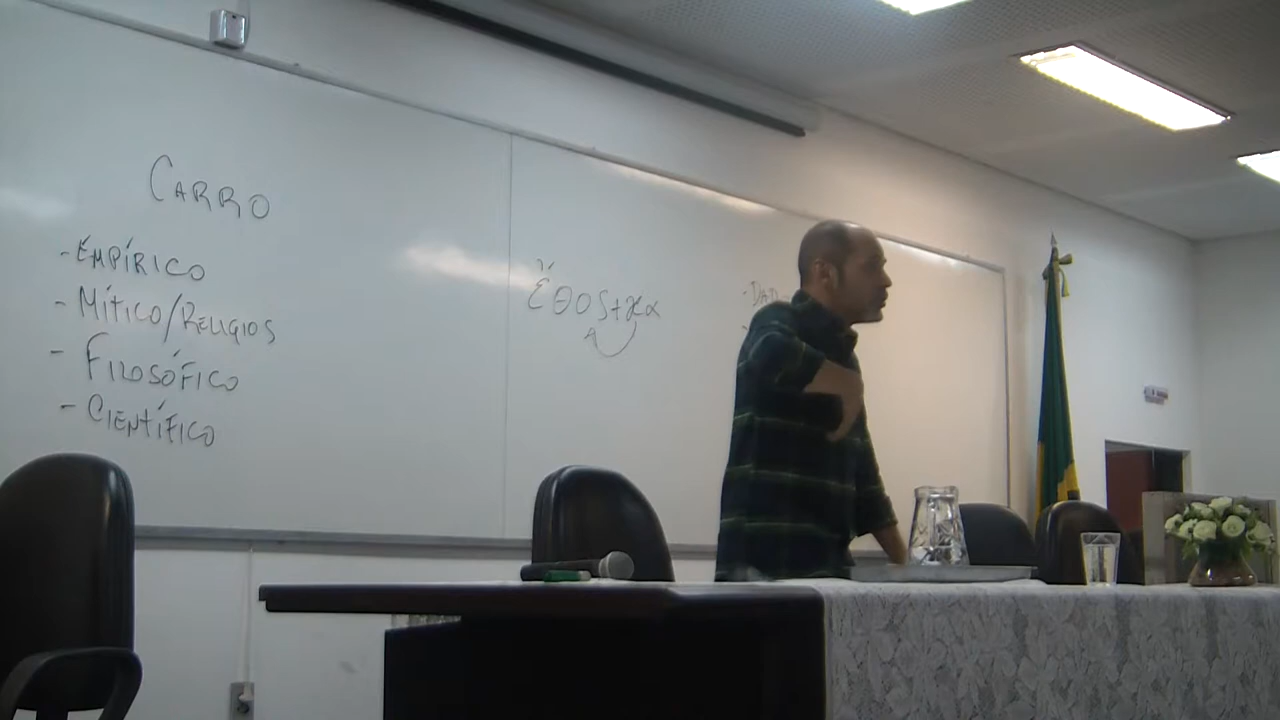 CARRO
- EMPÍRICO
- MÍTICO/RELIGIOS
- FILOSÓFICO
- CIENTÍFICO